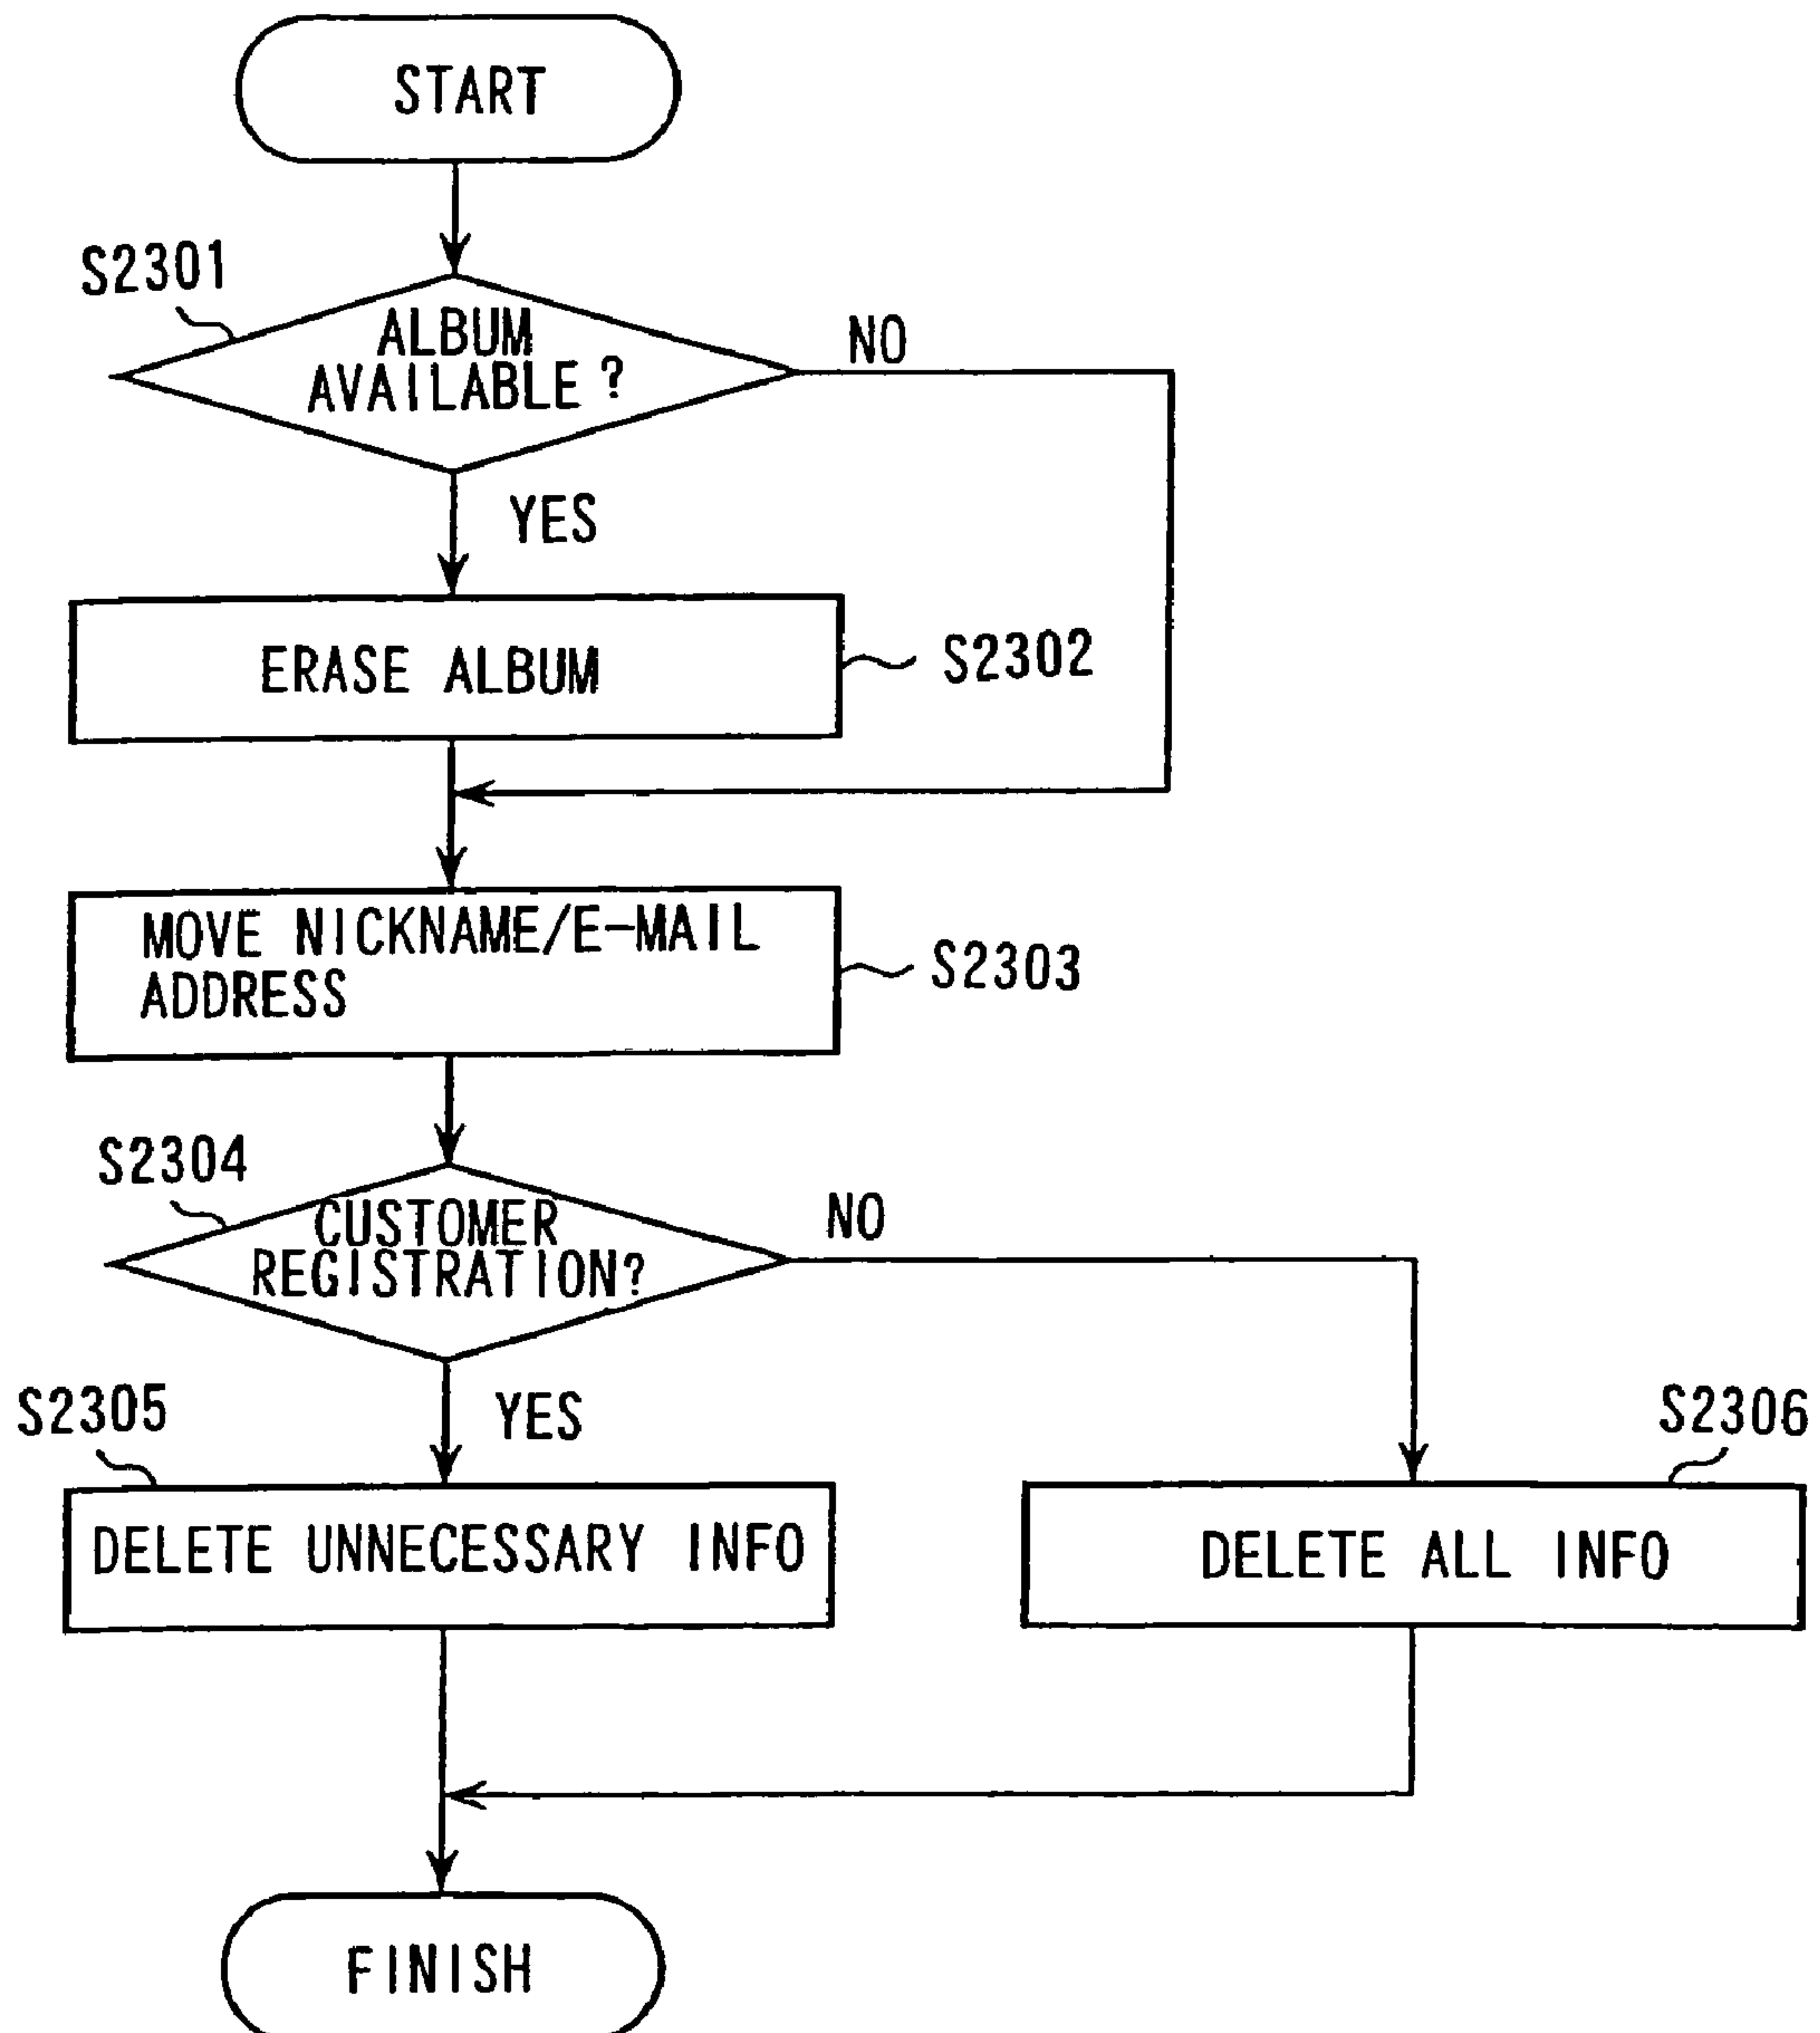 START
S2301
ALBUM
AVAILABLE ?
NO
YES
ERASE ALBUM
S2302
MOVE NICKNAME/E-MAIL
ADDRESS
S2303
S2304
CUSTOMER
REGISTRATION?
NO
YES
S2305
S2306
DELETE UNNECESSARY INFO
DELETE ALL INFO
FINISH